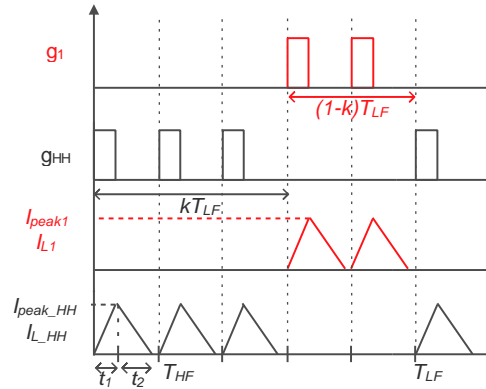 g1
(1-k)TLF
gHH
kTLF
Ipeak1
IL1
Ipeak_HH
IL_HH
t1 t2 THF TLF